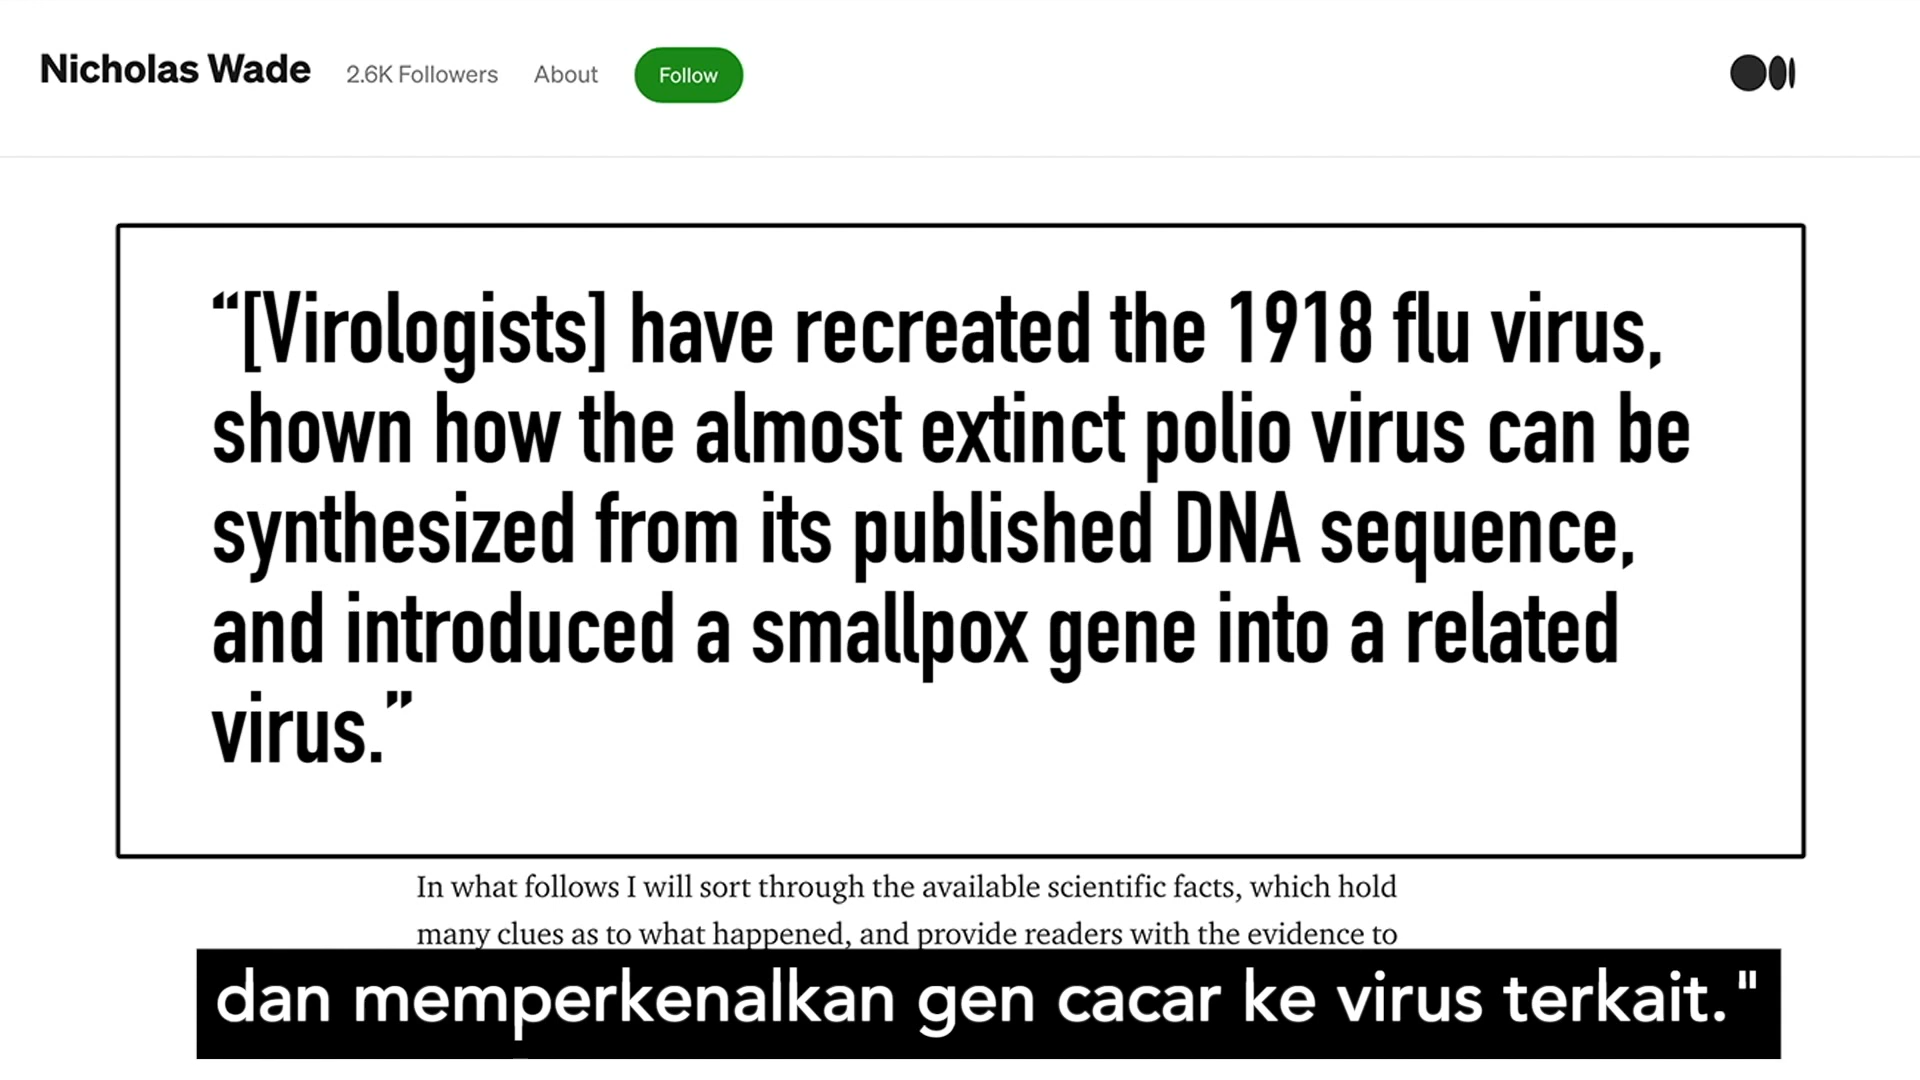 Nicholas Wade 2.6K Followers About Follow
“[Virologists] have recreated the 1918 flu virus,
shown how the almost extinct polio virus can be
synthesized from its published DNA sequence,
and introduced a smallpox gene into a related
virus.”
In what follows I will sort through the available scientific facts, which hold
many clues as to what happened, and provide readers with the evidence to
dan memperkenalkan gen cacar ke virus terkait."